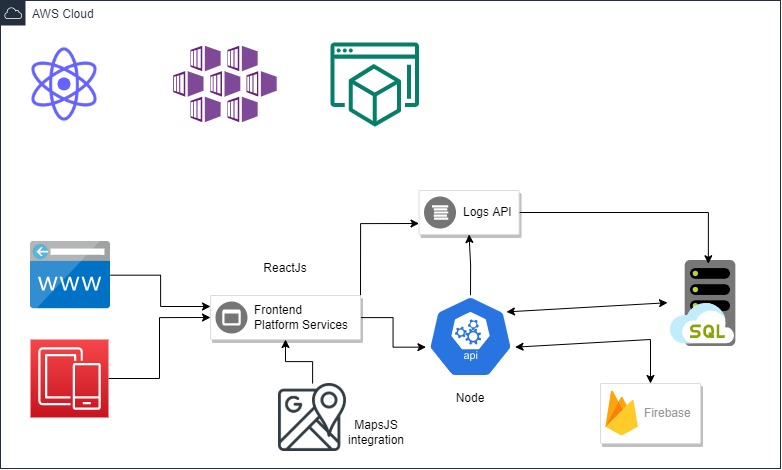 AWS Cloud
Logs API
ReactJs
WWW
Frontend
Platform Services
api
SQL
Node
G
MapsJS
integration
Firebase